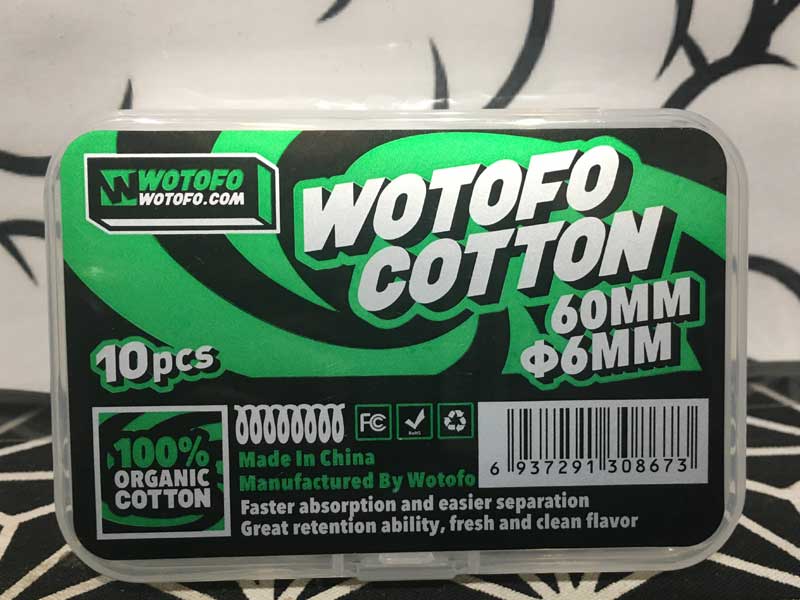 WOTOFO
WOTOFO.COM
WOTOFO
COTTON
60MM
Φ6MM
10pcs
100%
ORGANIC
COTTON
FC
RoHS
Made In China
Manufactured By Wotofo
6 937291 308673
Faster absorption and easier separation
Great retention ability, fresh and clean flavor